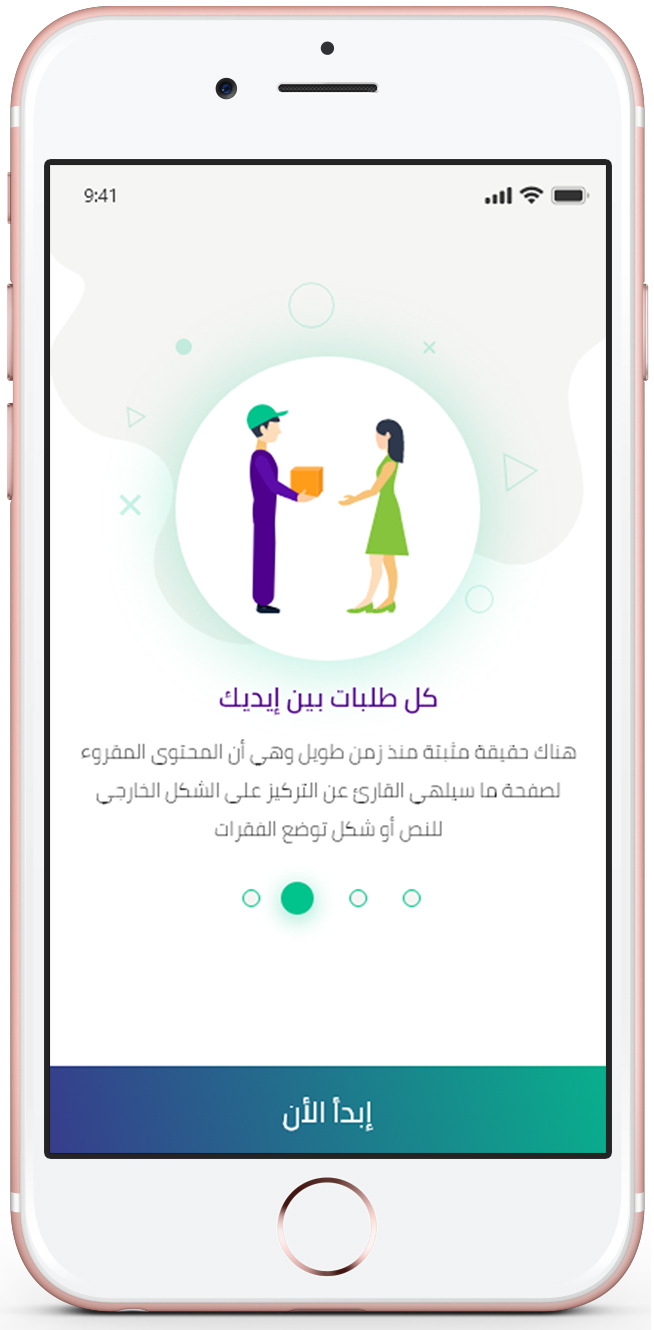 9:41
كل طلبات بين إيديك
هناك حقيقة مثبتة منذ زمن طويل وهي أن المحتوى المقروء
لصفحة ما سيلهي القارئ عن التركيز على الشكل الخارجي
للنص أو شكل توضع الفقرات
إبدأ الأن